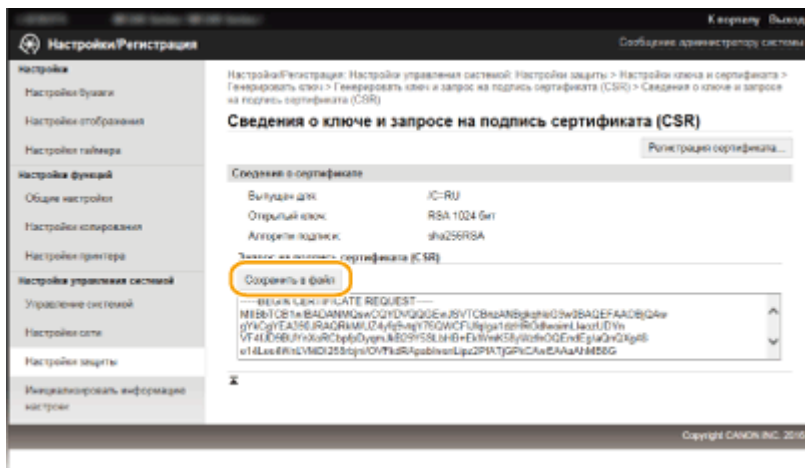 К порталу Выход
Настройки/Регистрация
Сообщение администратору системы
Настройки
Настройки бумаги
Настройки отображения
Настройки таймера
Настройки функций
Общие настройки
Настройки копирования
Настройки принтера
Настройки управления системой
Управление системой
Настройки сети
Настройки защиты
Инициализировать информацию
настроек
Настройки/Регистрация: Настройки управления системой: Настройки защиты > Настройки ключа и сертификата >
Генерировать ключ > Генерировать ключ и запрос на подпись сертификата (CSR) > Сведения о ключе и запросе
на подпись сертификата (CSR)
Сведения о ключе и запросе на подпись сертификата (CSR)
Регистрация сертификата...
Сведения о сертификате
Выпущен для: /C=RU
Открытый ключ: RSA 1024 бит
Алгоритм подписи: sha256RSA
Запрос на подпись сертификата (CSR)
Сохранить в файл
-----BEGIN CERTIFICATE REQUEST-----
Copyright CANON INC. 2016